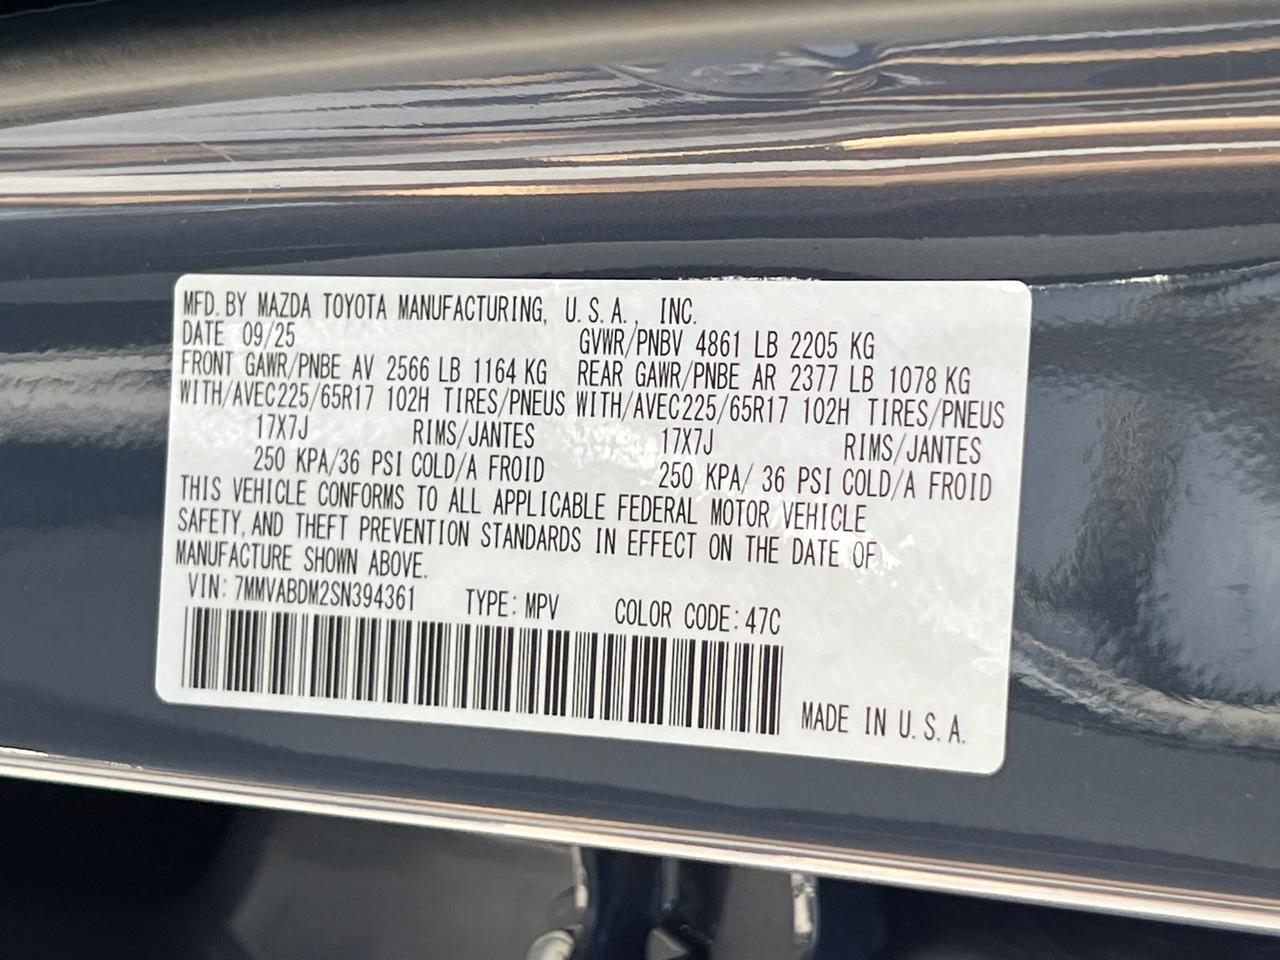 MFD. BY MAZDA TOYOTA MANUFACTURING, U.S.A., INC.
DATE 09/25 GVWR/PNBV 4861 LB 2205 KG
FRONT GAWR/PNBE AV 2566 LB 1164 KG REAR GAWR/PNBE AR 2377 LB 1078 KG
WITH/AVEC225/65R17 102H TIRES/PNEUS WITH/AVEC225/65R17 102H TIRES/PNEUS
17X7J RIMS/JANTES 17X7J RIMS/JANTES
250 KPA/36 PSI COLD/A FROID 250 KPA/ 36 PSI COLD/A FROID
THIS VEHICLE CONFORMS TO ALL APPLICABLE FEDERAL MOTOR VEHICLE
SAFETY, AND THEFT PREVENTION STANDARDS IN EFFECT ON THE DATE OF
MANUFACTURE SHOWN ABOVE.
VIN: 7MMVABDM2SN394361 TYPE: MPV COLOR CODE: 47C
MADE IN U.S.A.